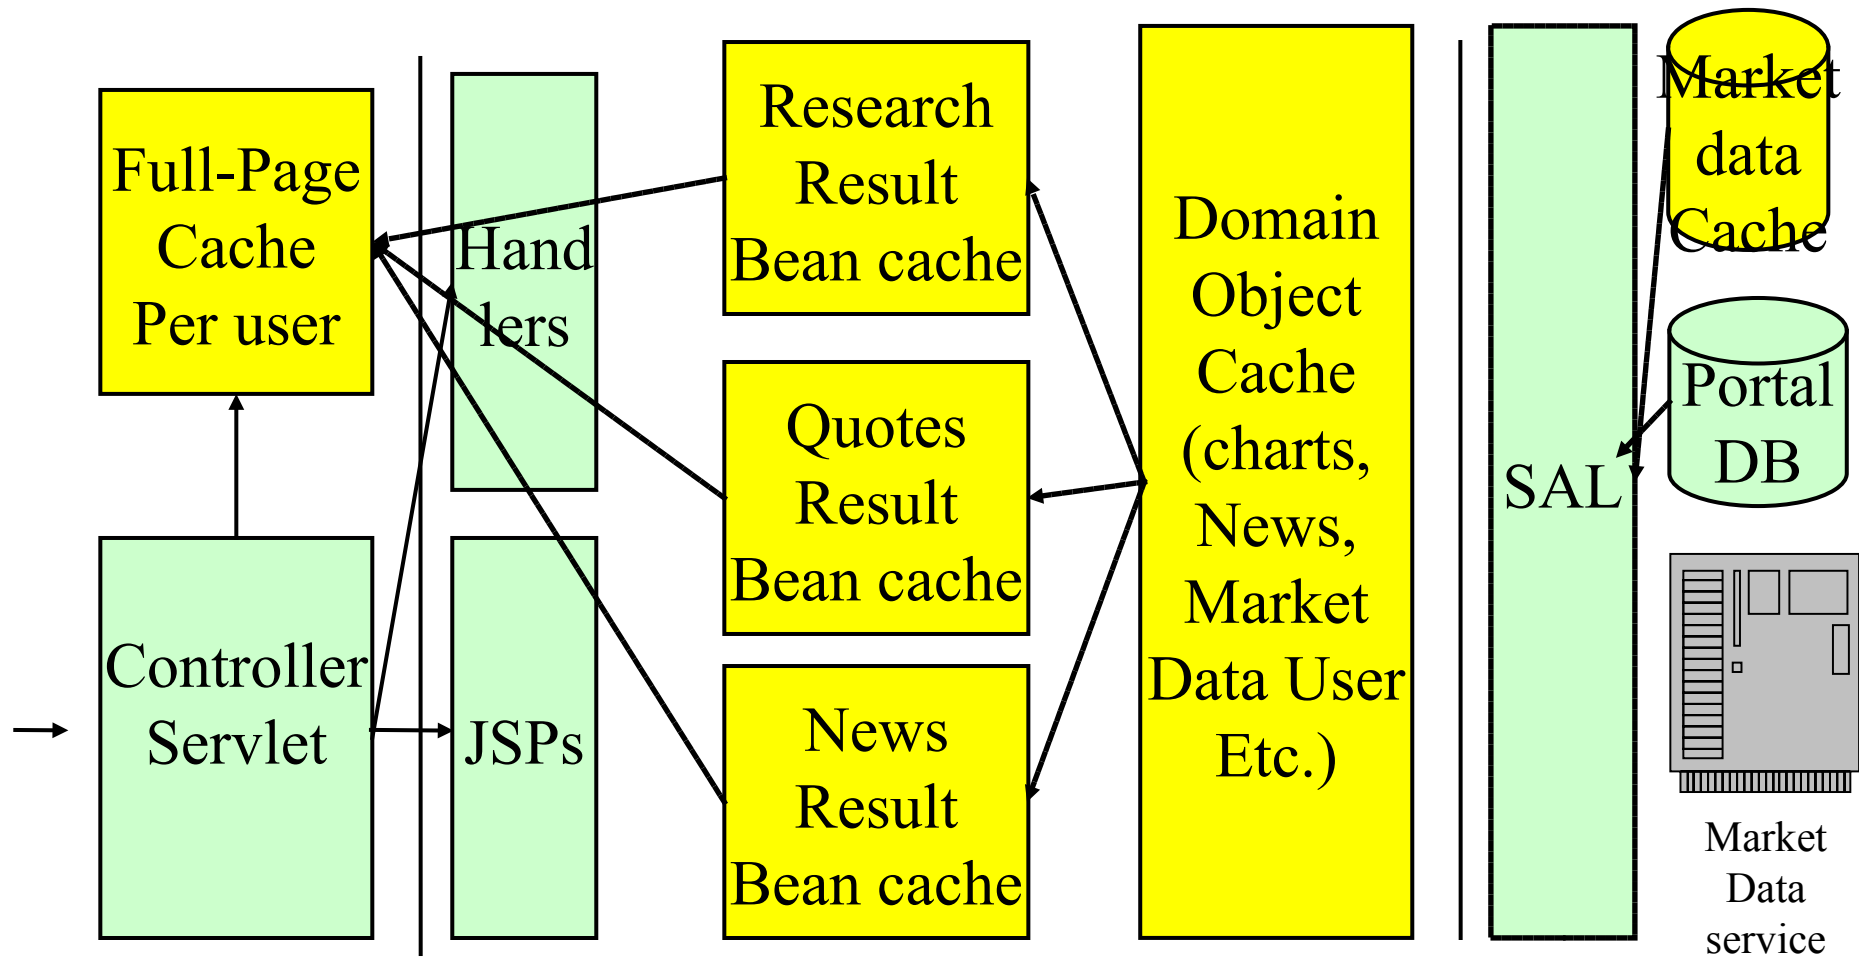 Full-Page
Cache
Per user
Controller
Servlet
Hand
lers
JSPs
Research
Result
Bean cache
Quotes
Result
Bean cache
News
Result
Bean cache
Domain
Object
Cache
(charts,
News,
Market
Data User
Etc.)
SAL
Market
data
Cache
Portal
DB
Market
Data
service